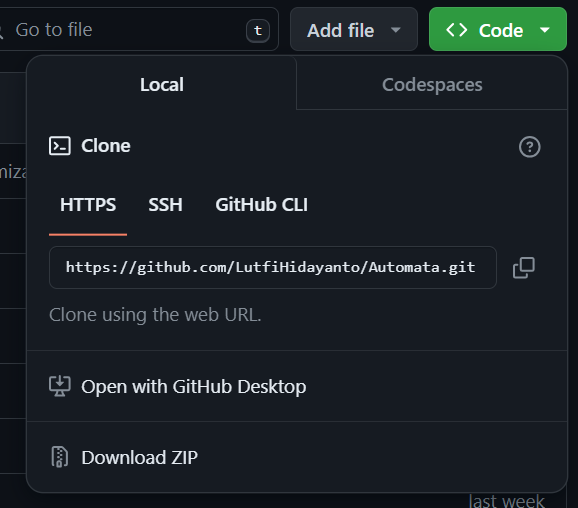 Go to file
t
Add file
<> Code
Local
Codespaces
Clone
HTTPS
SSH
GitHub CLI
https://github.com/LutfiHidayanto/Automata.git
Clone using the web URL.
Open with GitHub Desktop
Download ZIP
last week